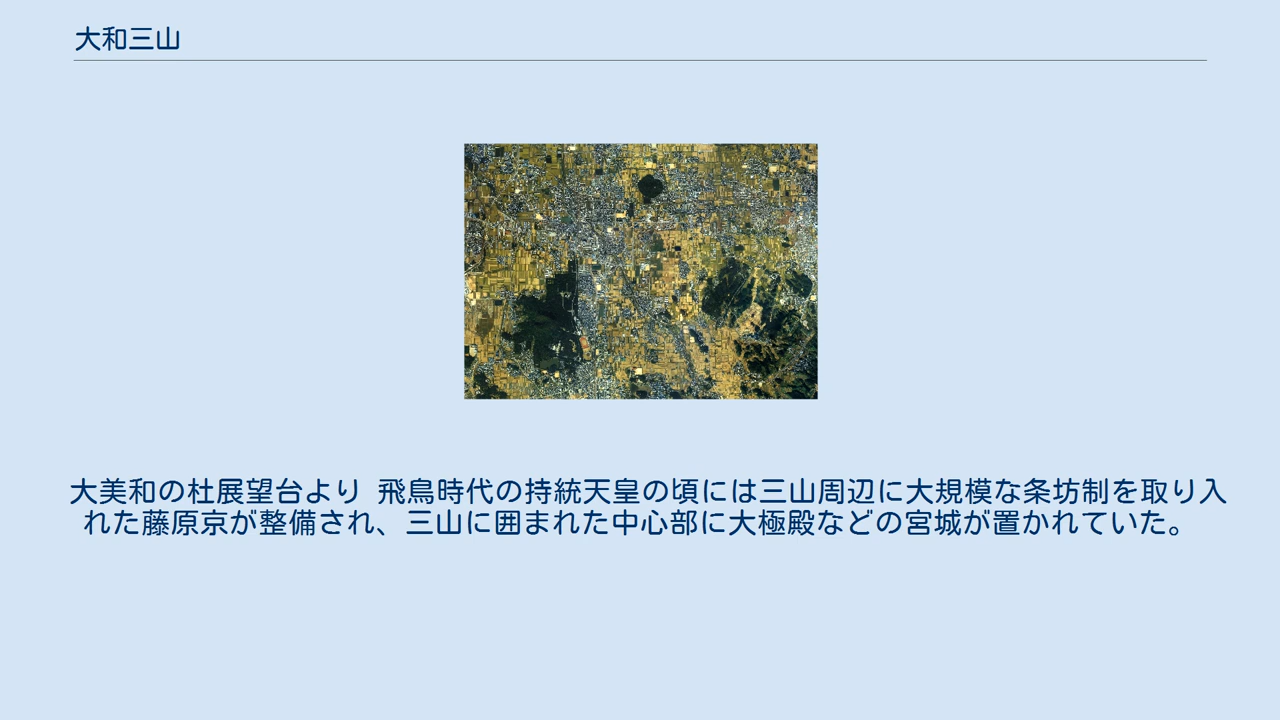 大和三山
大美和の杜展望台より 飛鳥時代の持統天皇の頃には三山周辺に大規模な条坊制を取り入
れた藤原京が整備され、三山に囲まれた中心部に大極殿などの宮城が置かれていた。